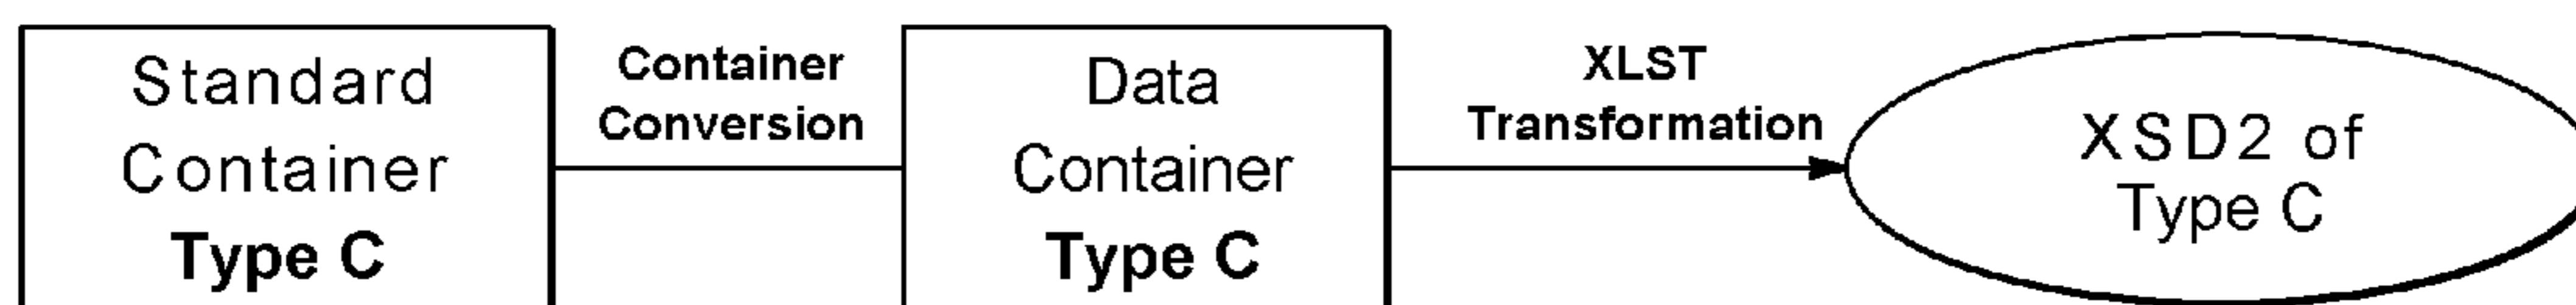 Standard
Container
Type C
Container
Conversion
Data
Container
Type C
XLST
Transformation
XSD2 of
Type C